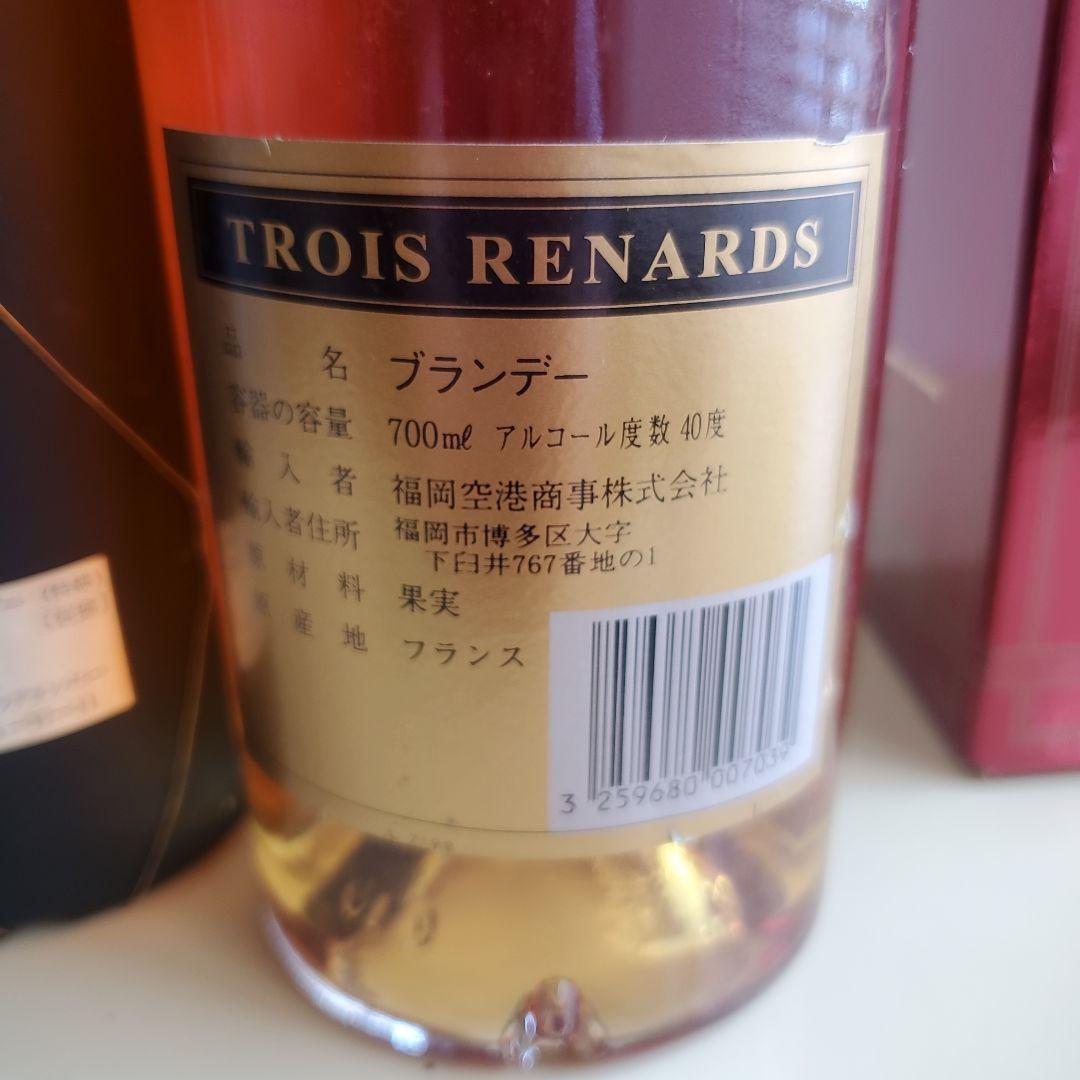 TROIS RENARDS
品名 ブランデー
容器の容量 700ml アルコール度数 40度
輸入者 福岡空港商事株式会社
輸入者住所 福岡市博多区大字
下臼井767番地の1
原材料 果実
原産地 フランス
3 259680 007039